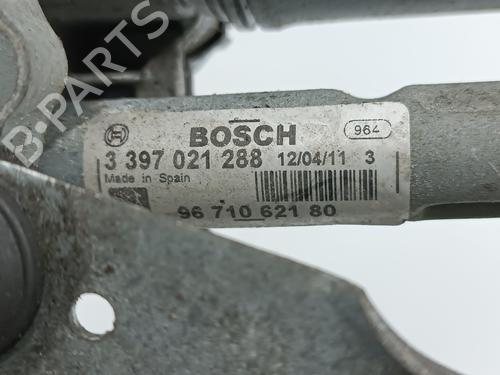 BOSCH
964
3 397 021 288 12/04/11 3
Made in Spain
96 710 621 80
B-PARTS